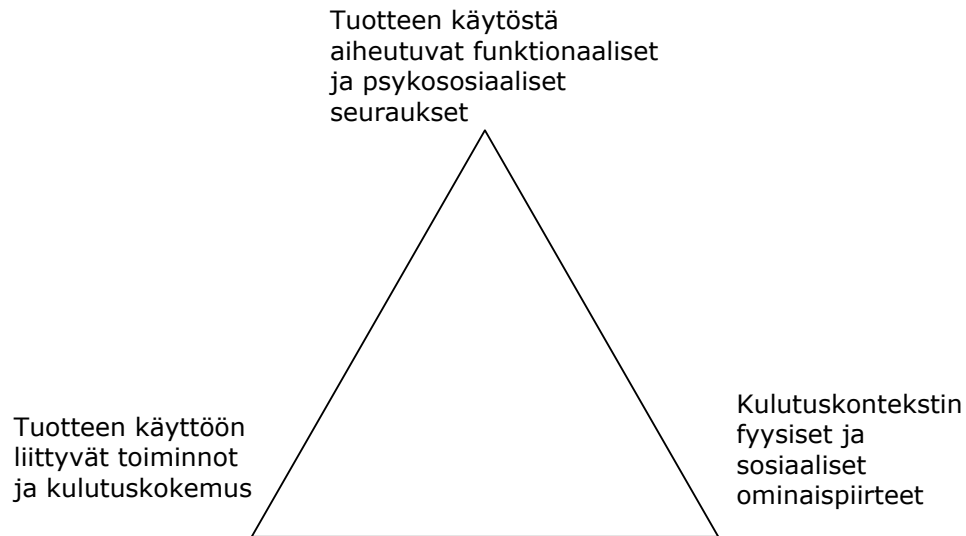 Tuotteen käytöstä
aiheutuvat funktionaaliset
ja psykososiaaliset
seuraukset
Tuotteen käyttöön
liittyvät toiminnot
ja kulutuskokemus
Kulutuskontekstin
fyysiset ja
sosiaaliset
ominaispiirteet